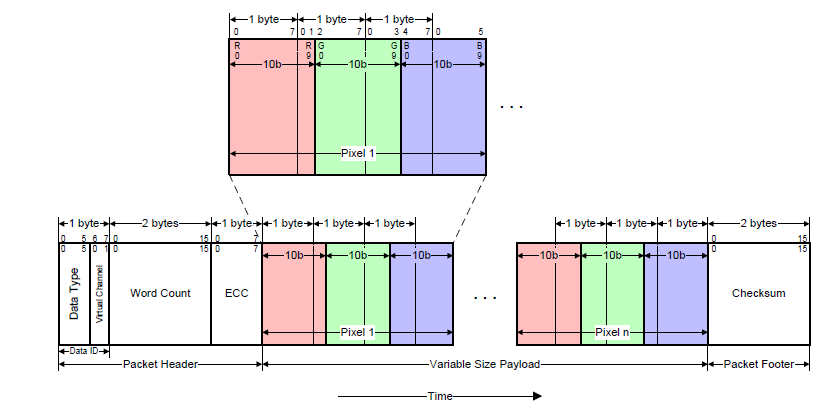 1 byte 1 byte 1 byte
0 7 0 1 2 7 0 3 4 7 0 5
R R G G B B
0 9 0 9 0 9
10b 10b 10b
Pixel 1
. . .
1 byte 2 bytes 1 byte 1 byte 1 byte 1 byte 1 byte 1 byte 1 byte 2 bytes
0 5 6 7 0 15 0 7 0 15
0 5 0 1 0 15 0 7 0 15
Data Type
Virtual Channel
Word Count
ECC
10b 10b 10b
Pixel 1
. . .
10b 10b 10b
Pixel n
Checksum
Data ID
Packet Header Variable Size Payload Packet Footer
Time